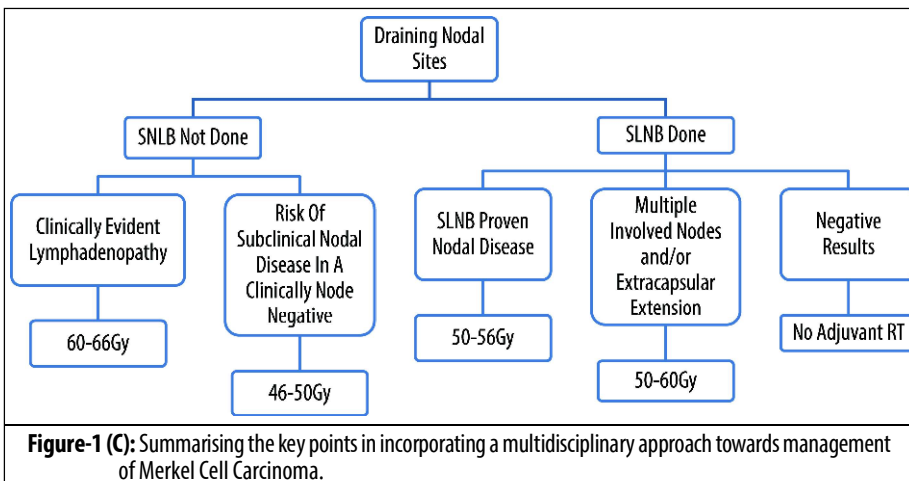 Draining Nodal
Sites
SNLB Not Done
SLNB Done
Clinically Evident
Lymphadenopathy
Risk Of
Subclinical Nodal
Disease In A
Clinically Node
Negative
SLNB Proven
Nodal Disease
Multiple
Involved Nodes
and/or
Extracapsular
Extension
Negative
Results
60-66Gy
46-50Gy
50-56Gy
50-60Gy
No Adjuvant RT
Figure-1 (C): Summarising the key points in incorporating a multidisciplinary approach towards management
of Merkel Cell Carcinoma.